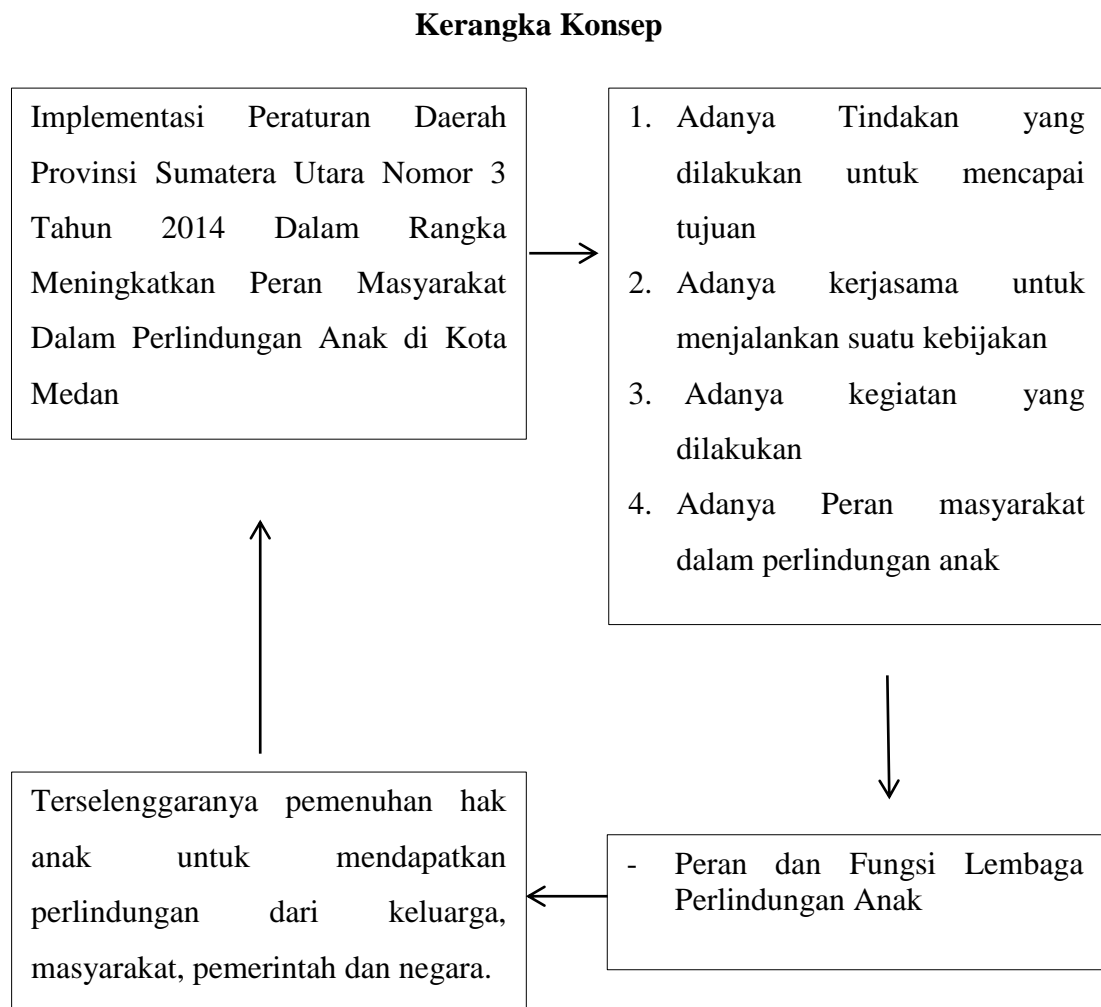 Kerangka Konsep
Implementasi Peraturan Daerah
Provinsi Sumatera Utara Nomor 3
Tahun 2014 Dalam Rangka
Meningkatkan Peran Masyarakat
Dalam Perlindungan Anak di Kota
Medan
1. Adanya Tindakan yang
dilakukan untuk mencapai
tujuan
2. Adanya kerjasama untuk
menjalankan suatu kebijakan
3. Adanya kegiatan yang
dilakukan
4. Adanya Peran masyarakat
dalam perlindungan anak
Terselenggaranya pemenuhan hak
anak untuk mendapatkan
perlindungan dari keluarga,
masyarakat, pemerintah dan negara.
- Peran dan Fungsi Lembaga
Perlindungan Anak